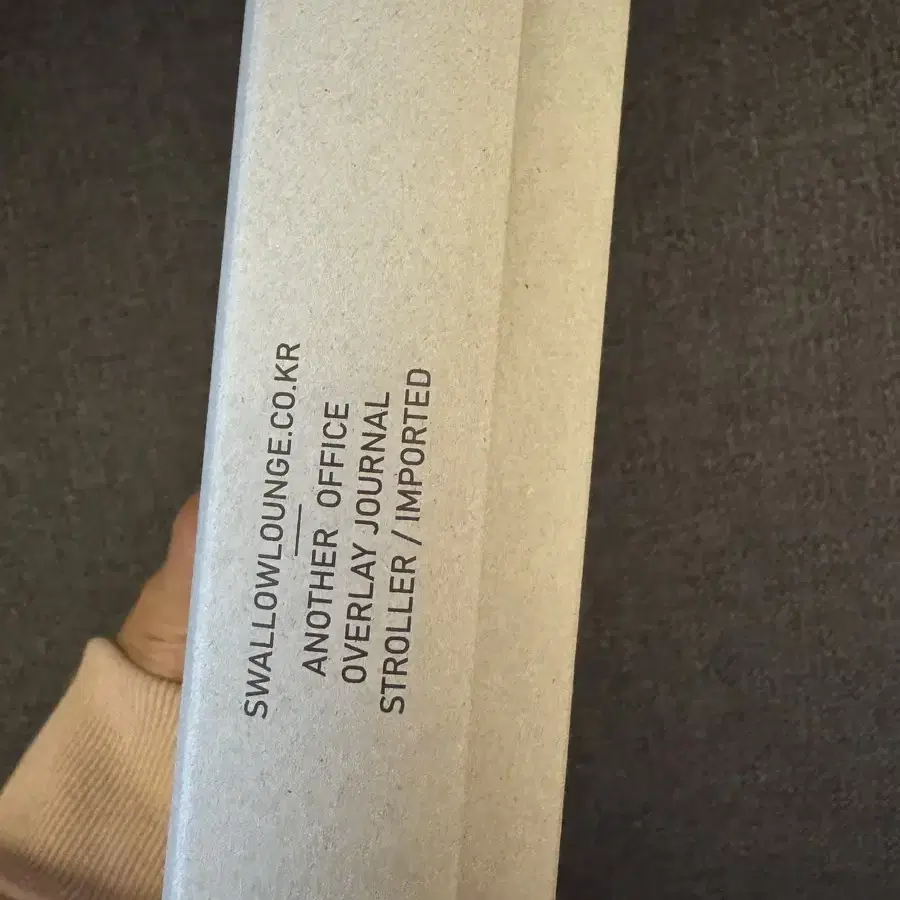 SWALLOWLOUNGE.CO.KR
ANOTHER OFFICE
OVERLAY JOURNAL
STROLLER / IMPORTED